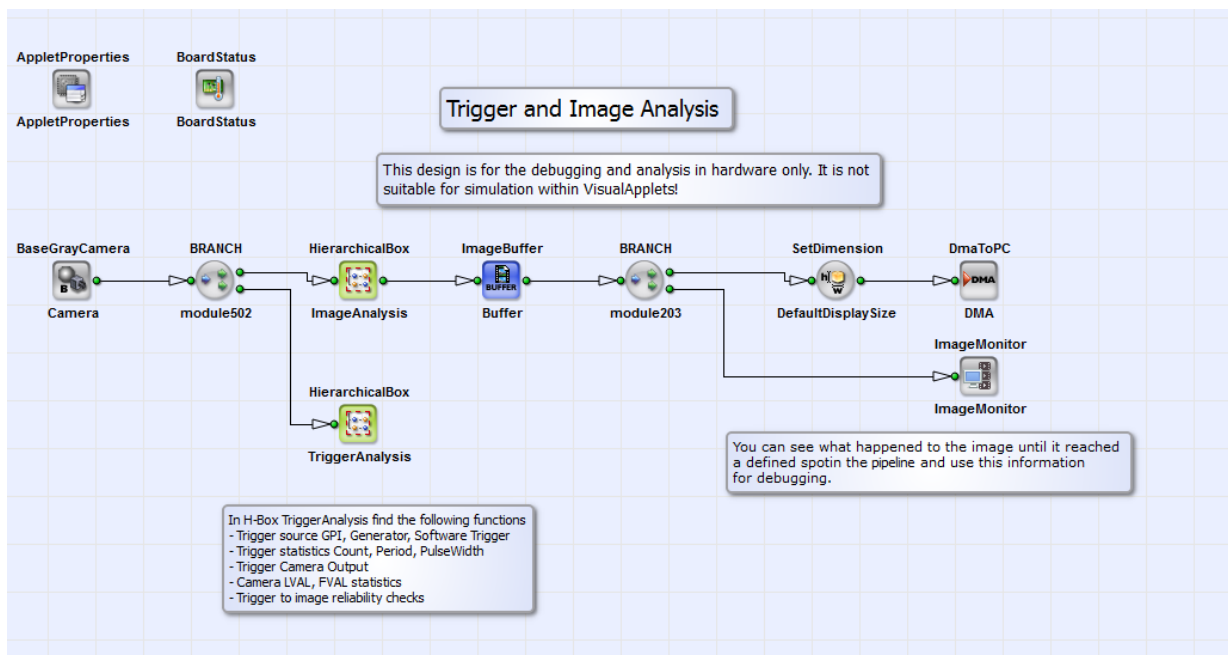 AppletProperties
BoardStatus
AppletProperties
BoardStatus
Trigger and Image Analysis
This design is for the debugging and analysis in hardware only. It is not
suitable for simulation within VisualApplets!
BaseGrayCamera
BRANCH
HierarchicalBox
ImageBuffer
BRANCH
SetDimension
DmaToPC
B
BUFFER
h
w
DMA
Camera
module502
ImageAnalysis
Buffer
module203
DefaultDisplaySize
DMA
ImageMonitor
ImageMonitor
HierarchicalBox
TriggerAnalysis
You can see what happened to the image until it reached
a defined spotin the pipeline and use this information
for debugging.
In H-Box TriggerAnalysis find the following functions
- Trigger source GPI, Generator, Software Trigger
- Trigger statistics Count, Period, PulseWidth
- Trigger Camera Output
- Camera LVAL, FVAL statistics
- Trigger to image reliability checks